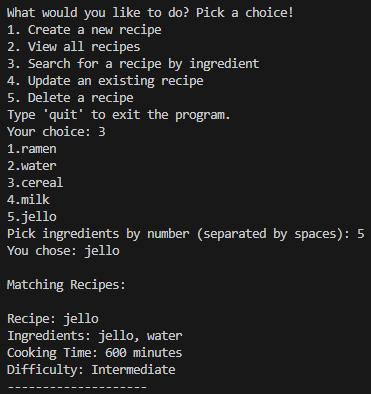 What would you like to do? Pick a choice!
1. Create a new recipe
2. View all recipes
3. Search for a recipe by ingredient
4. Update an existing recipe
5. Delete a recipe
Type 'quit' to exit the program.
Your choice: 3
1.ramen
2.water
3.cereal
4.milk
5.jello
Pick ingredients by number (separated by spaces): 5
You chose: jello

Matching Recipes:

Recipe: jello
Ingredients: jello, water
Cooking Time: 600 minutes
Difficulty: Intermediate
--------------------